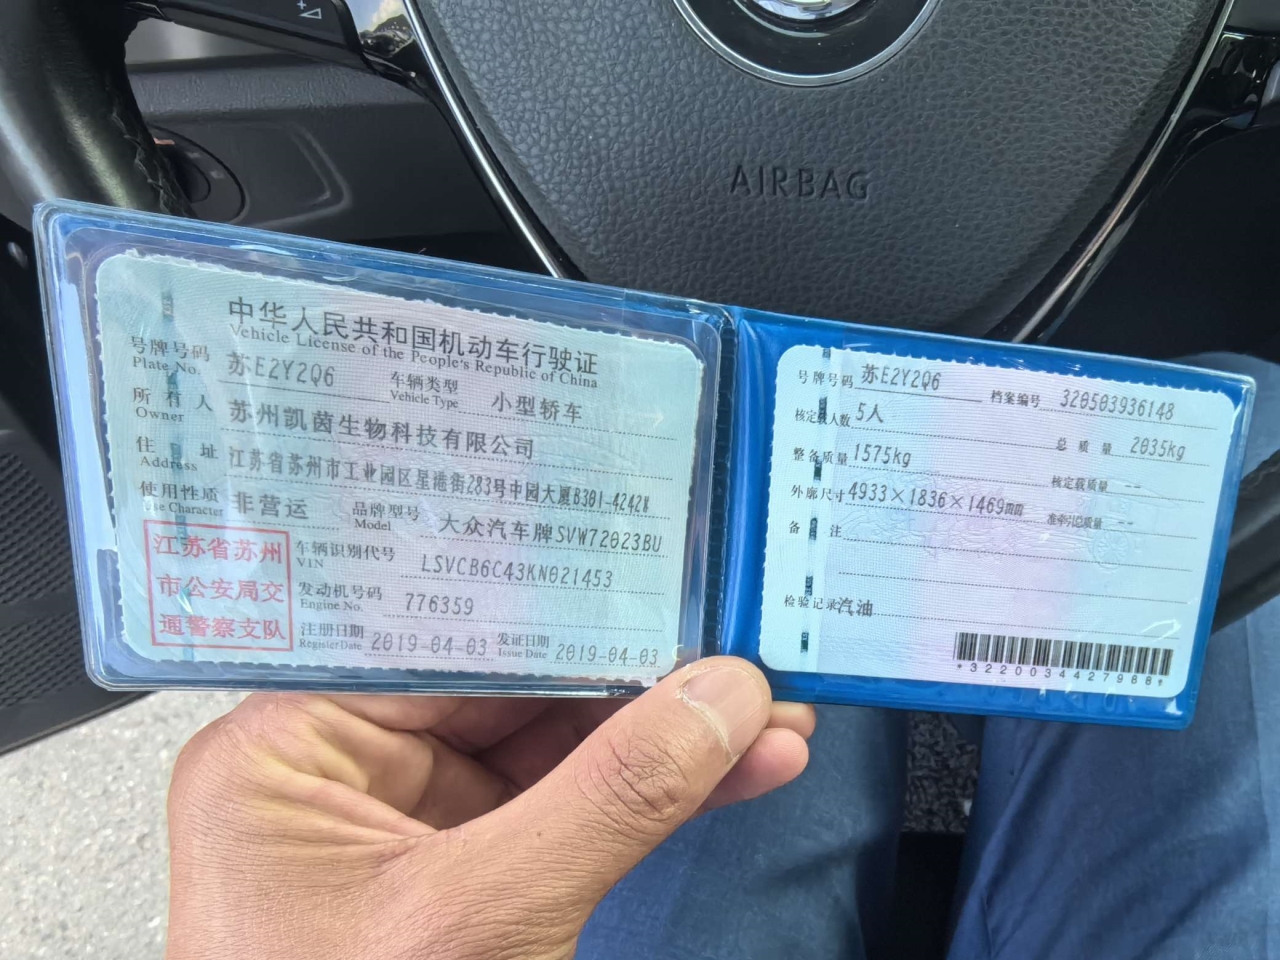 AIRBAG
中华人民共和国机动车行驶证
Vehicle License of the People's Republic of China
号牌号码 苏E2Y2Q6 车辆类型 小型轿车
Plate No. Vehicle Type
所有人 苏州凯茵生物科技有限公司
Owner
住址 江苏省苏州市工业园区星港街283号中园大厦B301-4242X
Address
使用性质 非营运 品牌型号 大众汽车牌SVW72023BU
Use Character Model
江苏省苏州
市公安局交
通警察支队
车辆识别代号 LSVCB6C43KN021453
VIN
发动机号码 776359
Engine No.
注册日期 2019-04-03 发证日期 2019-04-03
Register Date Issue Date
号牌号码 苏E2Y2Q6 档案编号 320503936148
核定载人数 5人 总质量 2035kg
整备质量 1575kg 核定载质量 --
外廓尺寸 4933×1836×1469mm 准牵引总质量 --
备注
检验记录 汽油
*3220034427988*